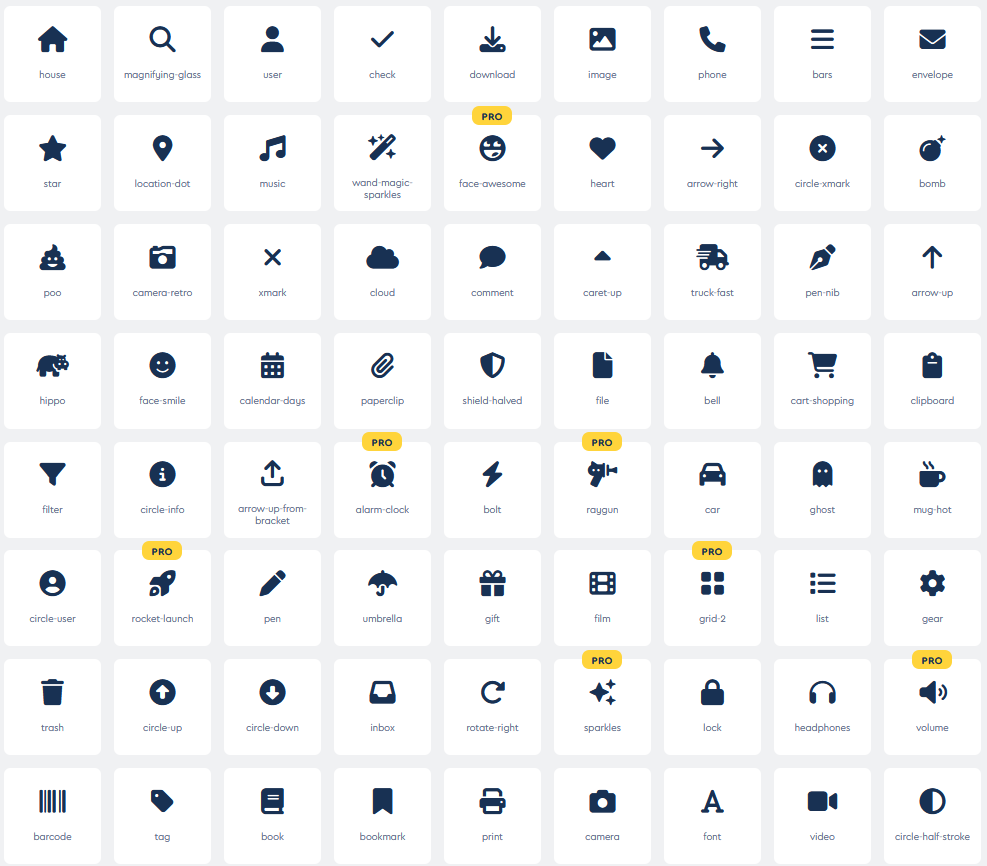 house
magnifying-glass
user
check
download
image
phone
bars
envelope
PRO
star
location-dot
music
wand-magic-
sparkles
face-awesome
heart
arrow-right
circle-xmark
bomb
poo
camera-retro
xmark
cloud
comment
caret-up
truck-fast
pen-nib
arrow-up
hippo
face-smile
calendar-days
paperclip
shield-halved
file
bell
cart-shopping
clipboard
PRO
PRO
filter
circle-info
arrow-up-from-
bracket
alarm-clock
bolt
raygun
car
ghost
mug-hot
PRO
PRO
circle-user
rocket-launch
pen
umbrella
gift
film
grid-2
list
gear
PRO
PRO
trash
circle-up
circle-down
inbox
rotate-right
sparkles
lock
headphones
volume
barcode
tag
book
bookmark
print
camera
font
video
circle-half-stroke